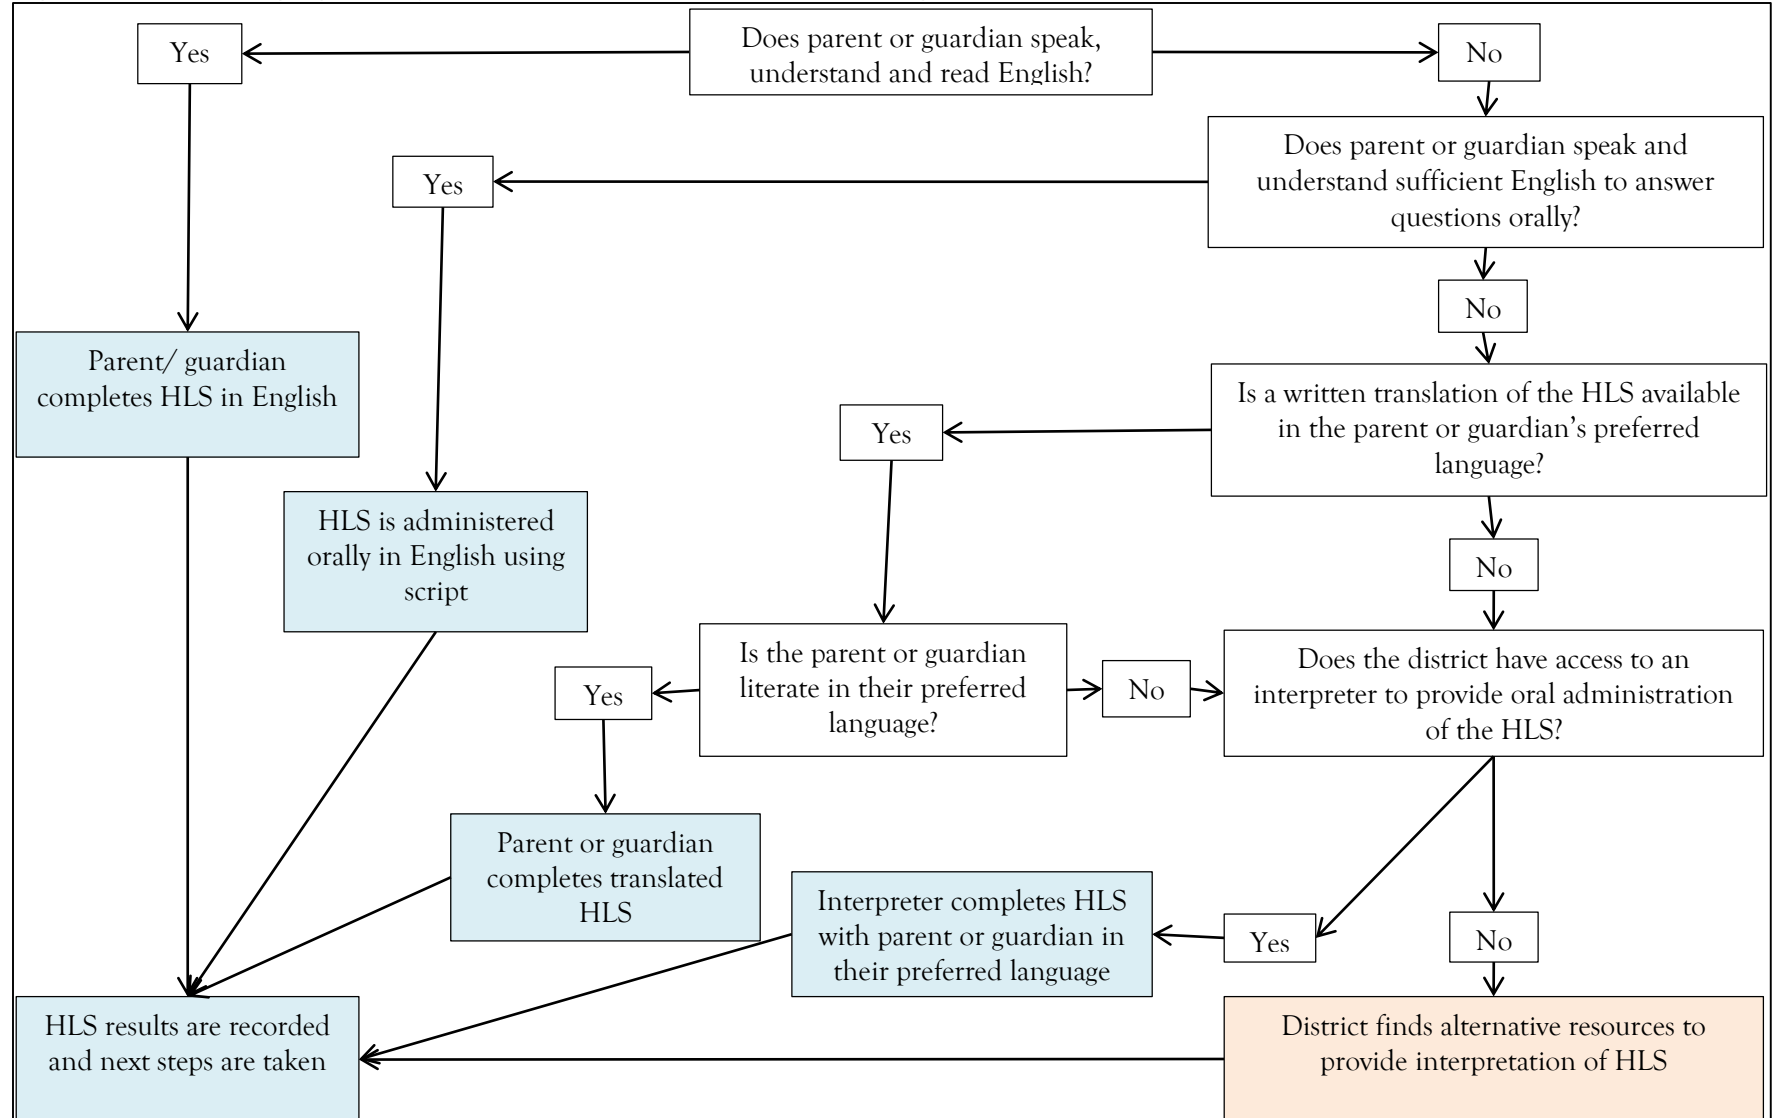 Yes
Does parent or guardian speak,
understand and read English?
No
Does parent or guardian speak and
understand sufficient English to answer
questions orally?
Yes
No
Parent/ guardian
completes HLS in English
Is a written translation of the HLS available
in the parent or guardian's preferred
language?
Yes
HLS is administered
orally in English using
script
No
Is the parent or guardian
literate in their preferred
language?
Yes
No
Does the district have access to an
interpreter to provide oral administration
of the HLS?
Parent or guardian
completes translated
HLS
Interpreter completes HLS
with parent or guardian in
their preferred language
Yes
No
HLS results are recorded
and next steps are taken
District finds alternative resources to
provide interpretation of HLS